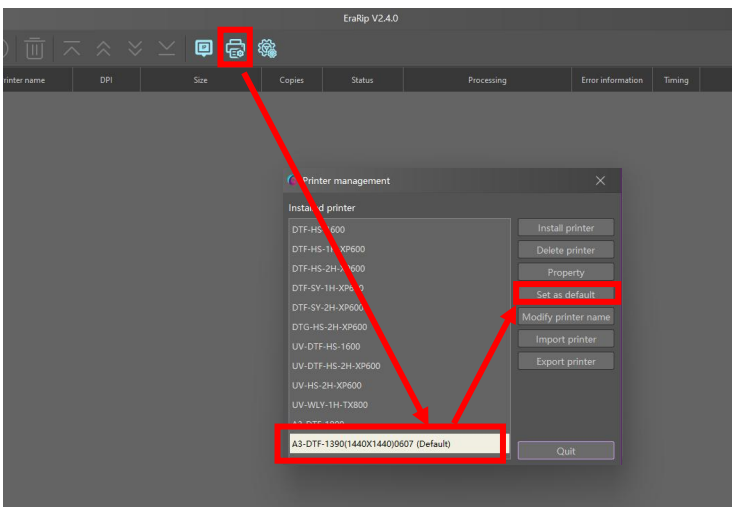 EraRip V2.4.0
rinter name DPI Size Copies Status Processing Error information Timing
Printer management
Installed printer
DTF-HS-1600
DTF-HS-1H-XP600
DTF-HS-2H-XP600
DTF-SY-1H-XP600
DTF-SY-2H-XP600
DTG-HS-2H-XP600
UV-DTF-HS-1600
UV-DTF-HS-2H-XP600
UV-HS-2H-XP600
UV-WLY-1H-TX800
A3-DTF-1390(1440X1440)0607 (Default)
Install printer
Delete printer
Property
Set as default
Modify printer name
Import printer
Export printer
Quit